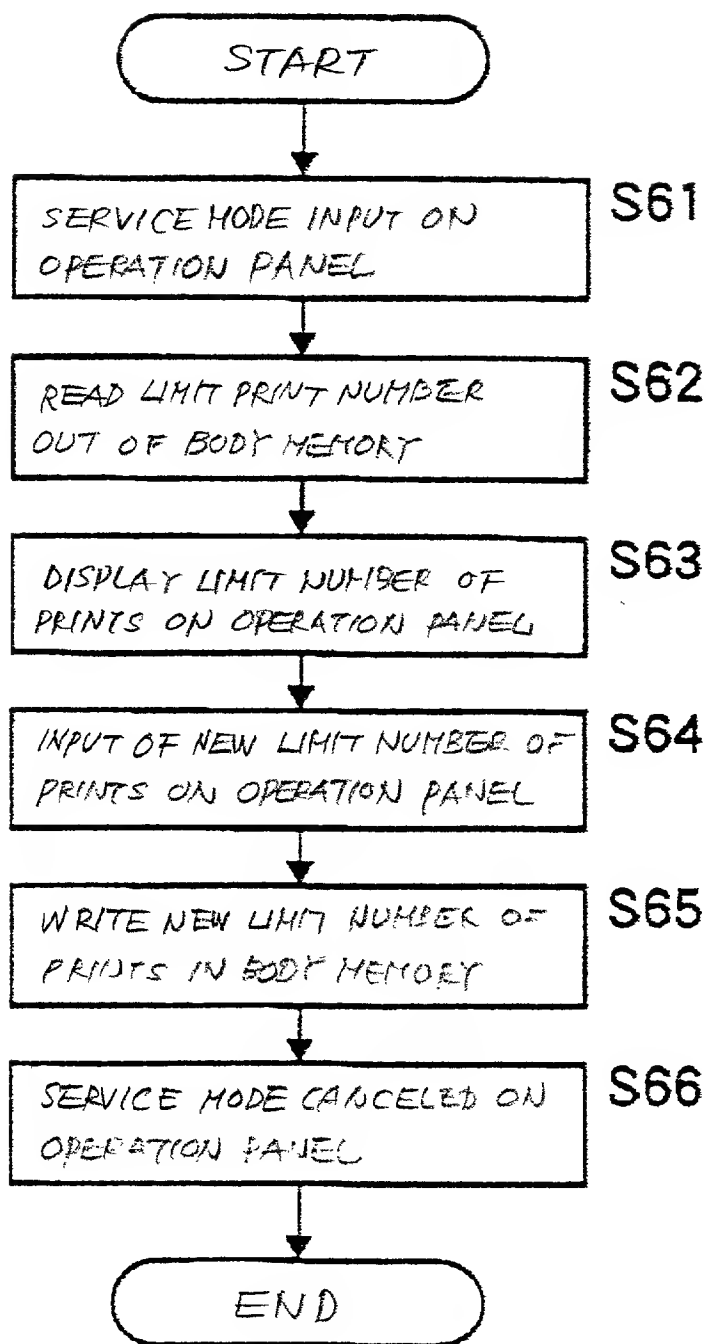 START
SERVICE MODE INPUT ON
OPERATION PANEL
S61
READ LIMIT PRINT NUMBER
OUT OF BODY MEMORY
S62
DISPLAY LIMIT NUMBER OF
PRINTS ON OPERATION PANEL
S63
INPUT OF NEW LIMIT NUMBER OF
PRINTS ON OPERATION PANEL
S64
WRITE NEW LIMIT NUMBER OF
PRINTS IN BODY MEMORY
S65
SERVICE MODE CANCELED ON
OPERATION PANEL
S66
END